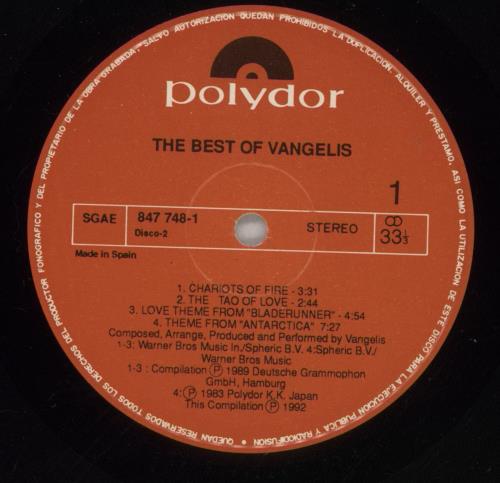 QUEDAN RESERVADOS TODOS LOS DERECHOS DEL PRODUCTOR FONOGRAFICO Y DEL PROPIETARIO DE LA OBRA GRABADA, SALVO AUTORIZACION QUEDAN PROHIBIDOS LA DUPLICACION, ALQUILER Y PRESTAMO, ASI COMO LA UTILIZACION DE ESTE DISCO PARA LA EJECUCION PUBLICA Y RADIODIFUSION •
polydor
THE BEST OF VANGELIS
1
SGAE 847 748-1 STEREO
Disco-2 33⅓
Made in Spain
1. CHARIOTS OF FIRE - 3:31
2. THE TAO OF LOVE - 2:44
3. LOVE THEME FROM "BLADERUNNER" - 4:54
4. THEME FROM "ANTARCTICA" 7:27
Composed, Arrange, Produced and Performed by Vangelis
1-3: Warner Bros Music In./Spheric B.V. 4:Spheric B.V./
Warner Bros Music
1-3 : Compilation Ⓟ 1989 Deutsche Grammophon
GmbH, Hamburg
4: Ⓟ 1983 Polydor K.K. Japan
This Compilation Ⓟ 1992